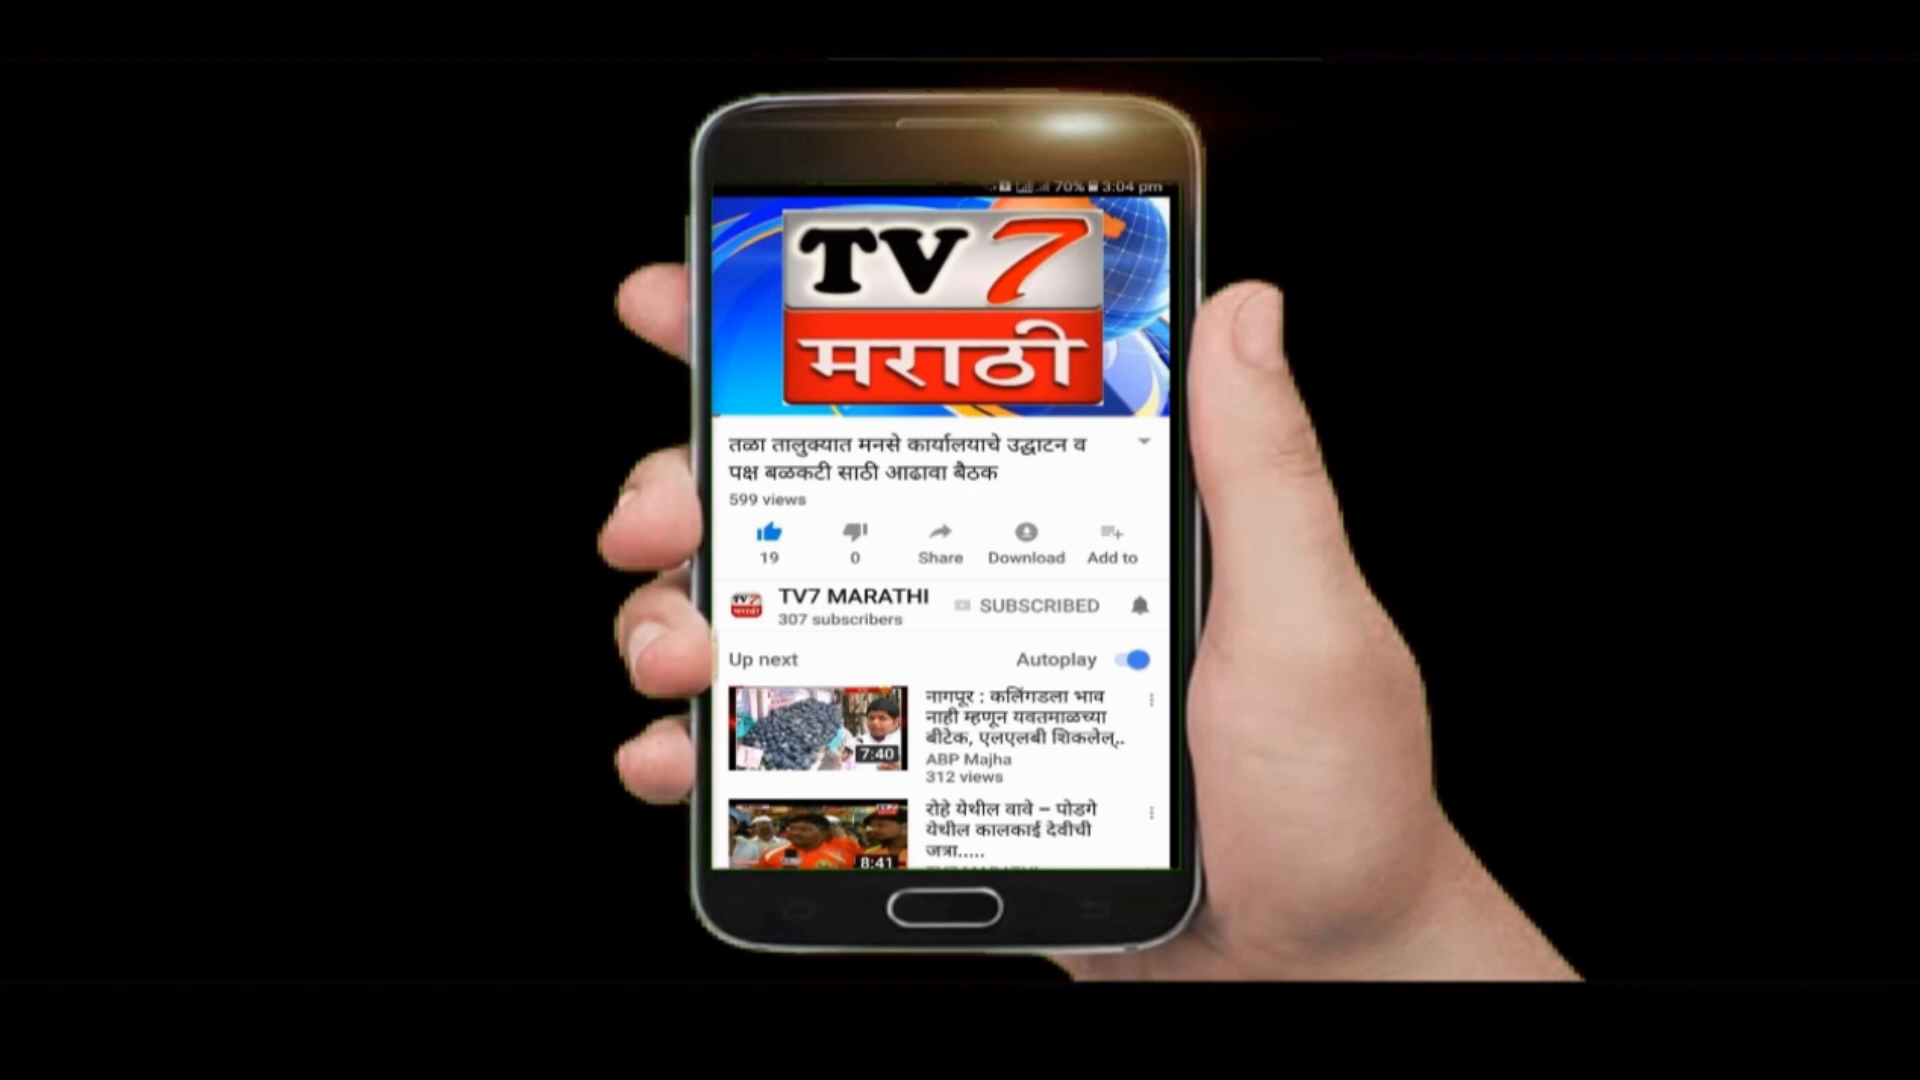 70% 3:04 pm
TV 7
मराठी
तळा तालुक्यात मनसे कार्यालयाचे उद्घाटन व
पक्ष बळकटी साठी आढावा बैठक
599 views
19
0
Share
Download
Add to
TV7 MARATHI
307 subscribers
SUBSCRIBED
Up next
Autoplay
नागपूर : कलिंगडला भाव
नाही म्हणून यवतमाळच्या
बीटेक, एलएलबी शिकलेल्..
ABP Majha
312 views
7:40
रोहे येथील वावे – पोडगे
येथील कालकाई देवीची
जत्रा.....
8:41